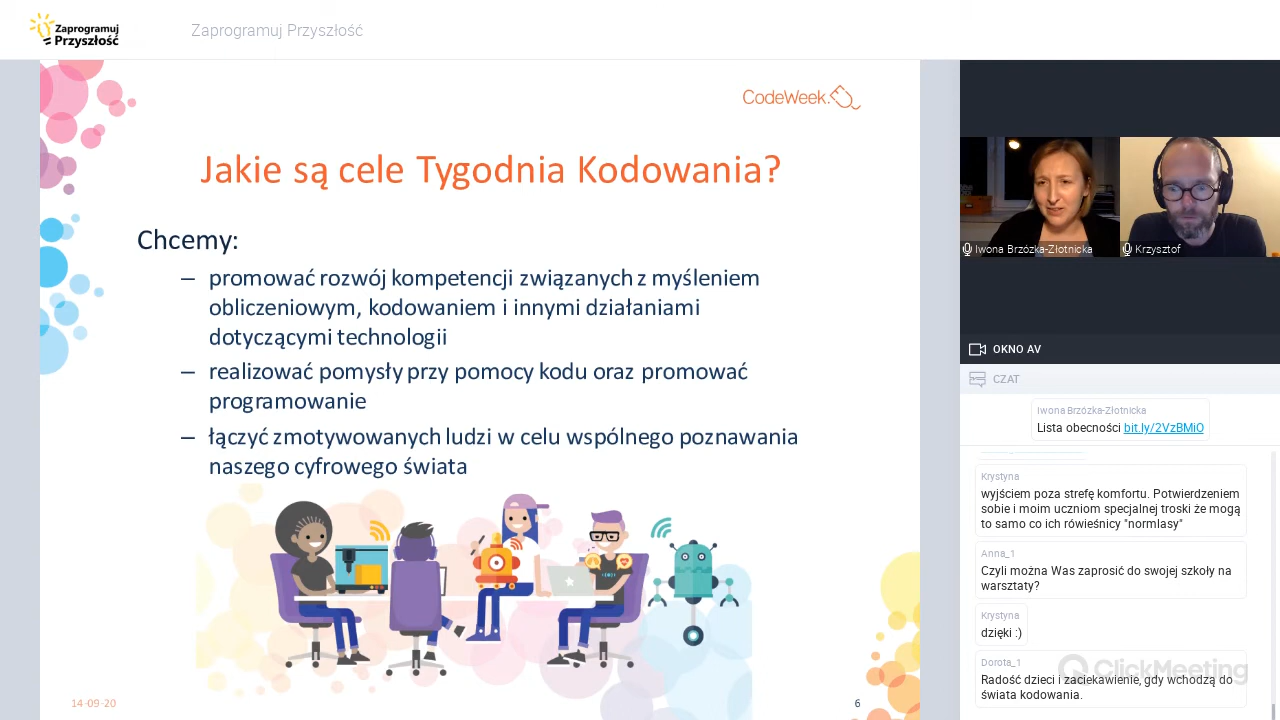 Zaprogramuj
Przyszłość
Zaprogramuj Przyszłość
CodeWeek.
Jakie są cele Tygodnia Kodowania?
Chcemy:
– promować rozwój kompetencji związanych z myśleniem
obliczeniowym, kodowaniem i innymi działaniami
dotyczącymi technologii
– realizować pomysły przy pomocy kodu oraz promować
programowanie
– łączyć zmotywowanych ludzi w celu wspólnego poznawania
naszego cyfrowego świata
14-09-20
6
Iwona Brzózka-Złotnicka
Krzysztof
OKNO AV
CZAT
Iwona Brzózka-Złotnicka
Lista obecności bit.ly/2VzBMiO
Krystyna
wyjściem poza strefę komfortu. Potwierdzeniem
sobie i moim uczniom specjalnej troski że mogą
to samo co ich rówieśnicy "normlasy"
Anna_1
Czyli można Was zaprosić do swojej szkoły na
warsztaty?
Krystyna
dzięki :)
Dorota_1
Radość dzieci i zaciekawienie, gdy wchodzą do
świata kodowania.
ClickMeeting